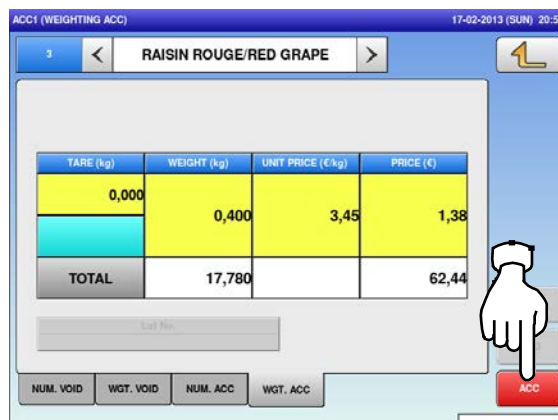 ACC1 (WEIGHTING ACC) 17-02-2013 (SUN) 20:5
3 < RAISIN ROUGE/RED GRAPE >
TARE (kg) WEIGHT (kg) UNIT PRICE (€/kg) PRICE (€)
0,000
0,400 3,45 1,38
TOTAL 17,780 62,44
Lot No.
NUM. VOID WGT. VOID NUM. ACC WGT. ACC ACC